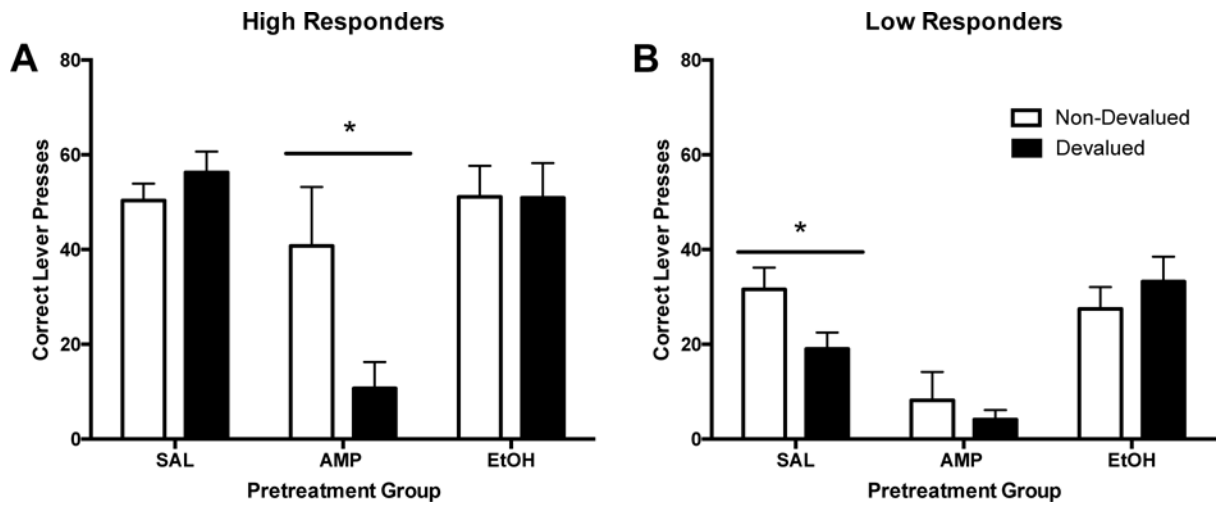 High Responders
A
Correct Lever Presses
80
60
40
20
0
*
SAL
AMP
EtOH
Pretreatment Group
Low Responders
B
Correct Lever Presses
80
60
40
20
0
*
Non-Devalued
Devalued
SAL
AMP
EtOH
Pretreatment Group